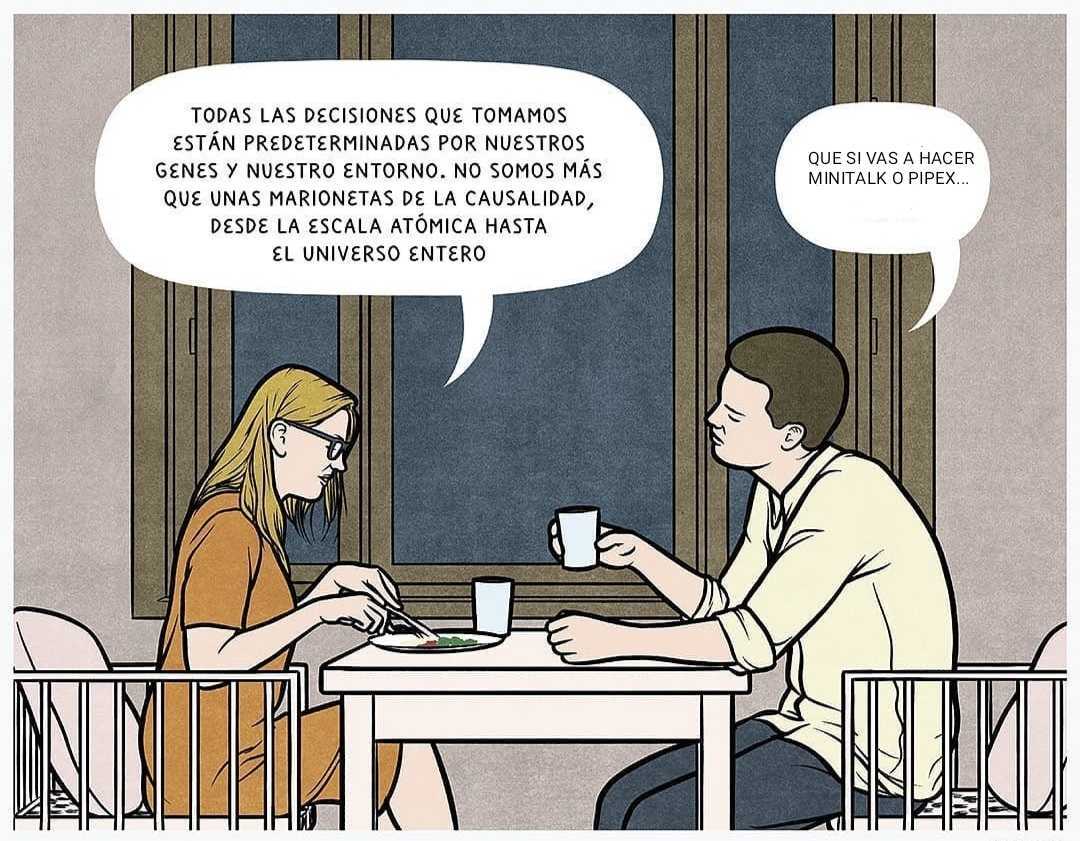 TODAS LAS DECISIONES QUE TOMAMOS
ESTÁN PREDETERMINADAS POR NUESTROS
GENES Y NUESTRO ENTORNO. NO SOMOS MÁS
QUE UNAS MARIONETAS DE LA CAUSALIDAD,
DESDE LA ESCALA ATÓMICA HASTA
EL UNIVERSO ENTERO
QUE SI VAS A HACER
MINITALK O PIPEX...